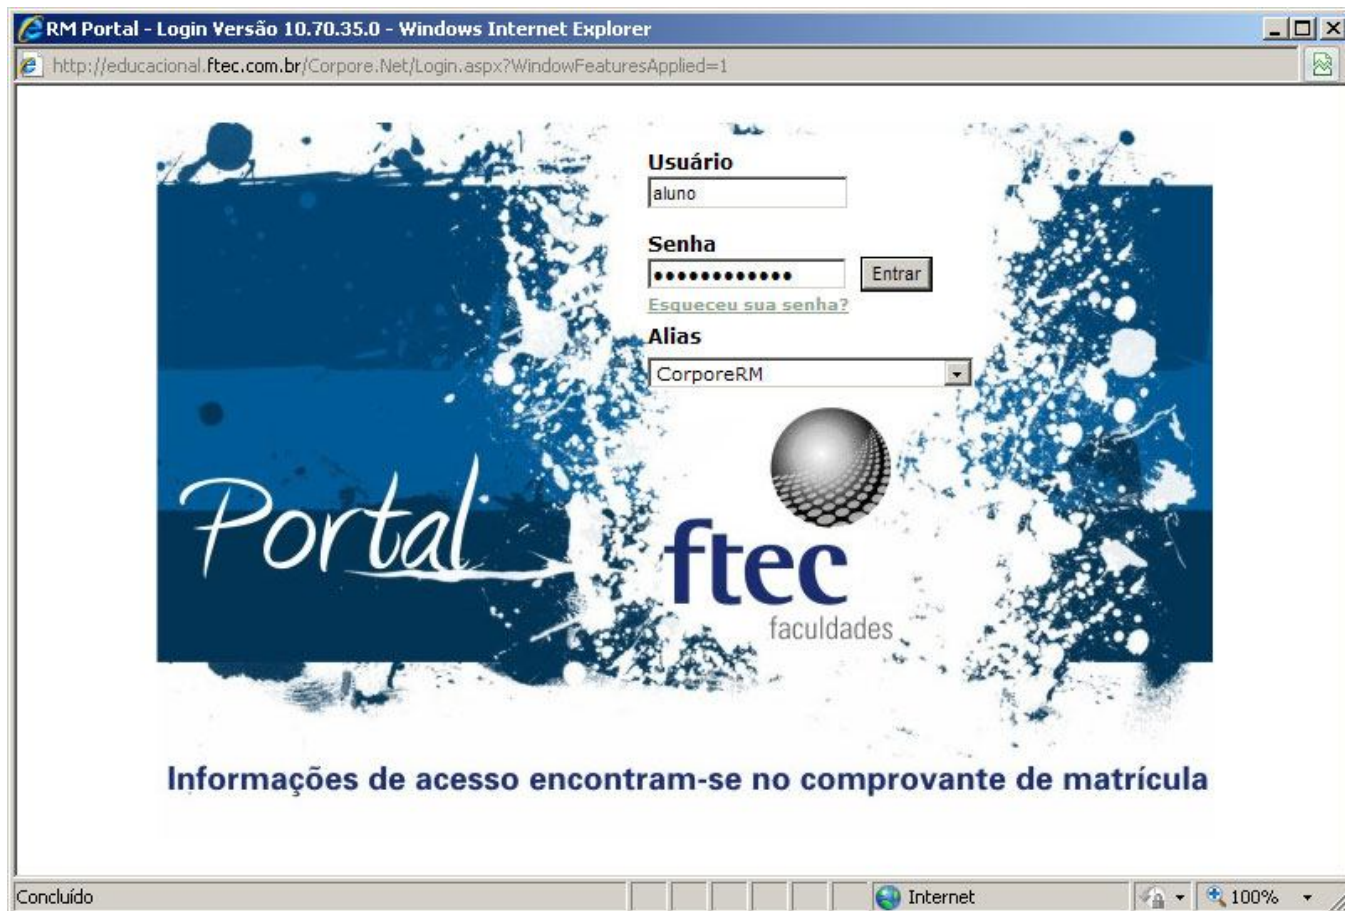 RM Portal - Login Versão 10.70.35.0 - Windows Internet Explorer
http://educacional.ftec.com.br/Corpore.Net/Login.aspx?WindowFeaturesApplied=1
Usuário
aluno
Senha
••••••••••••
Entrar
Esqueceu sua senha?
Alias
CorporeRM
Portal
ftec
faculdades
Informações de acesso encontram-se no comprovante de matrícula
Concluído
Internet
100%